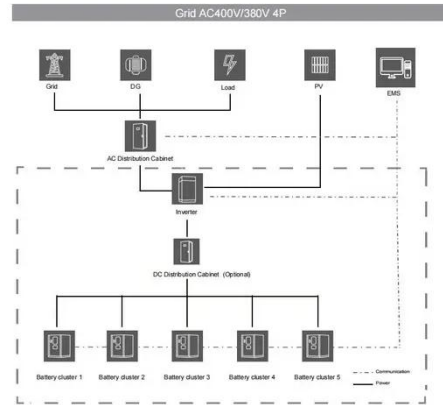 Grid AC400V/380V 4P
Grid
DG
Load
PV
EMS
AC Distribution Cabinet
Inverter
DC Distribution Cabinet (Optional)
Battery cluster 1
Battery cluster 2
Battery cluster 3
Battery cluster 4
Battery cluster 5
Communication
Power